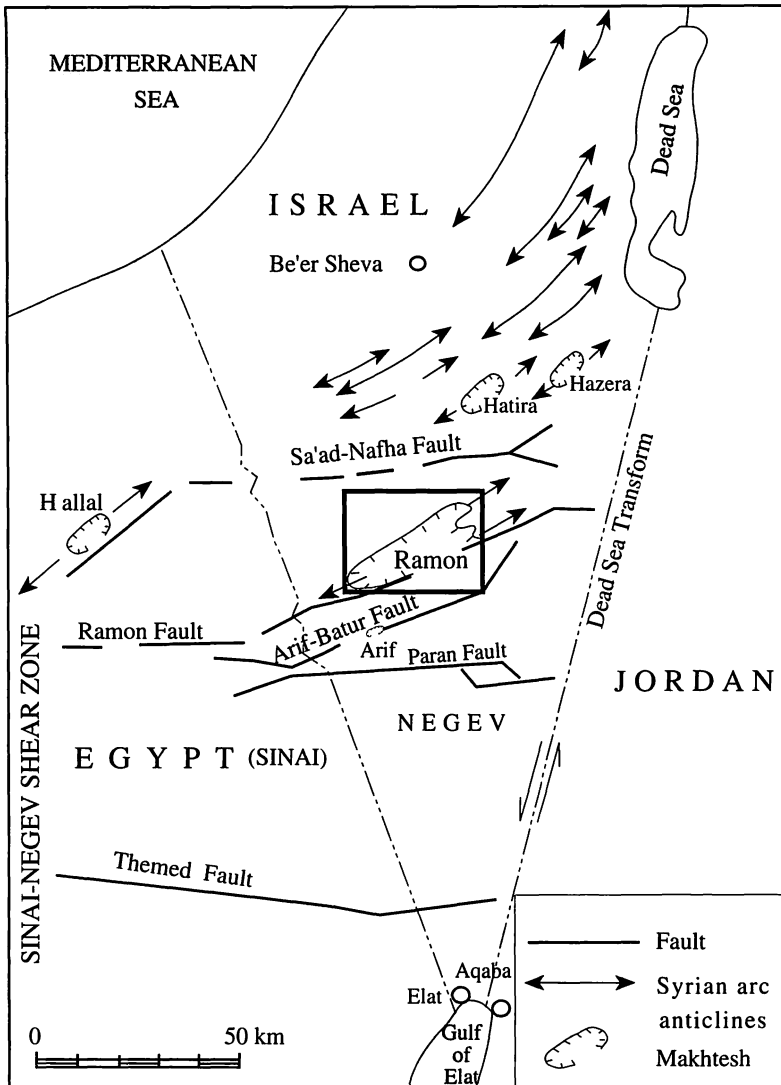 MEDITERRANEAN
SEA
Dead Sea
ISRAEL
Be'er Sheva
Hazera
Hatira
Sa'ad-Nafha Fault
Hallal
Ramon
Dead Sea Transform
Arif-Batur Fault
Ramon Fault
Arif
Paran Fault
JORDAN
NEGEV
EGYPT (SINAI)
SINAI-NEGEV SHEAR ZONE
Themed Fault
Fault
Aqaba
Elat
Syrian arc
anticlines
Gulf
of
Elat
Makhtesh
0 50 km